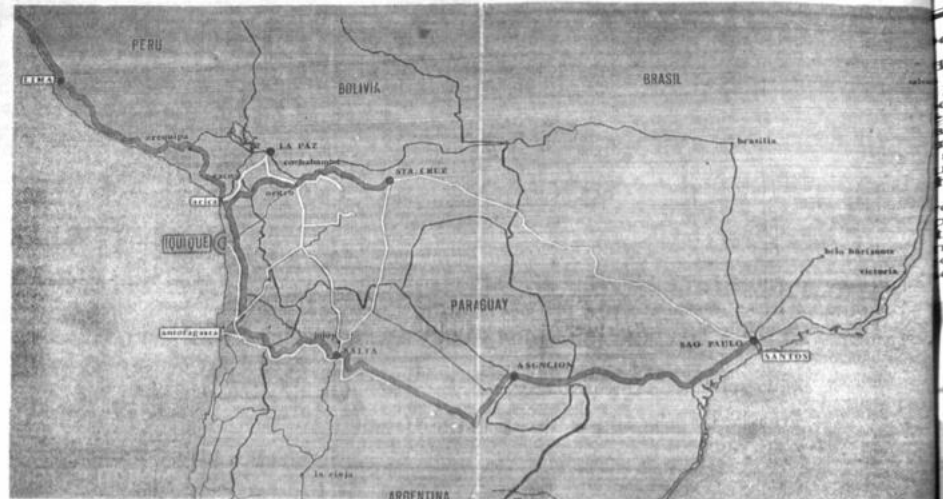 PERU
BRASIL
BOLIVIA
LIMA
brasilia
arequipa
LA PAZ
cochabamba
oruro
STA. CRUZ
arica
IQUIQUE
belo horizonte
victoria
PARAGUAY
antofagasta
SALTA
SAO PAULO
SANTOS
ASUNCION
la rioja
ARGENTINA